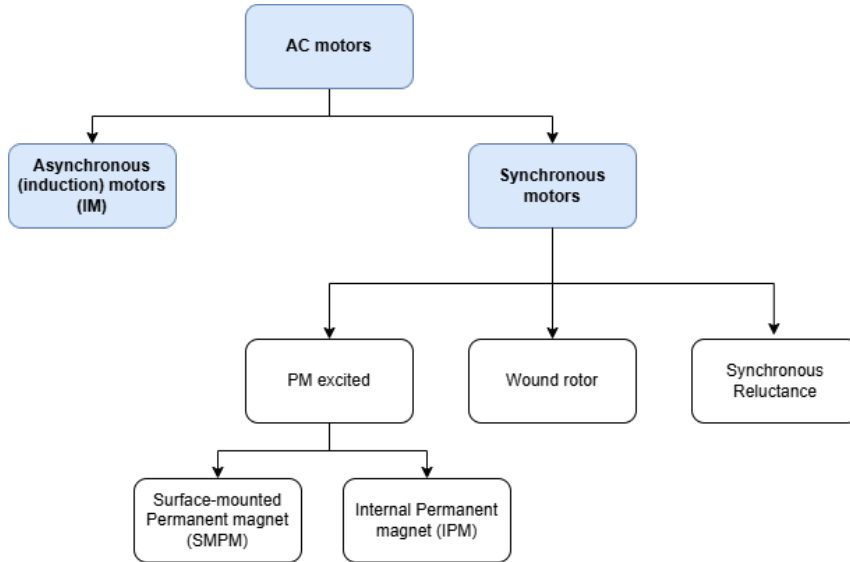 AC motors
Asynchronous
(induction) motors
(IM)
Synchronous
motors
PM excited
Wound rotor
Synchronous
Reluctance
Surface-mounted
Permanent magnet
(SMPM)
Internal Permanent
magnet (IPM)